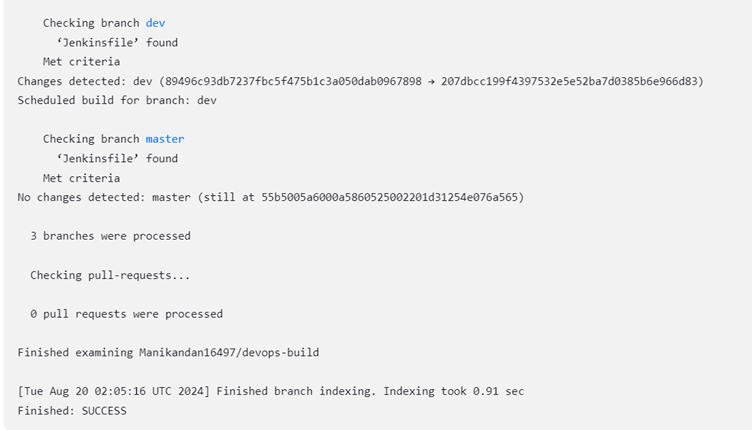 Checking branch dev
‘Jenkinsfile’ found
Met criteria
Changes detected: dev (89496c93db7237fbc5f475b1c3a050dab0967898 → 207dbcc199f4397532e5e52ba7d0385b6e966d83)
Scheduled build for branch: dev
Checking branch master
‘Jenkinsfile’ found
Met criteria
No changes detected: master (still at 55b5005a6000a5860525002201d31254e076a565)
3 branches were processed
Checking pull-requests...
0 pull requests were processed
Finished examining Manikandan16497/devops-build
[Tue Aug 20 02:05:16 UTC 2024] Finished branch indexing. Indexing took 0.91 sec
Finished: SUCCESS